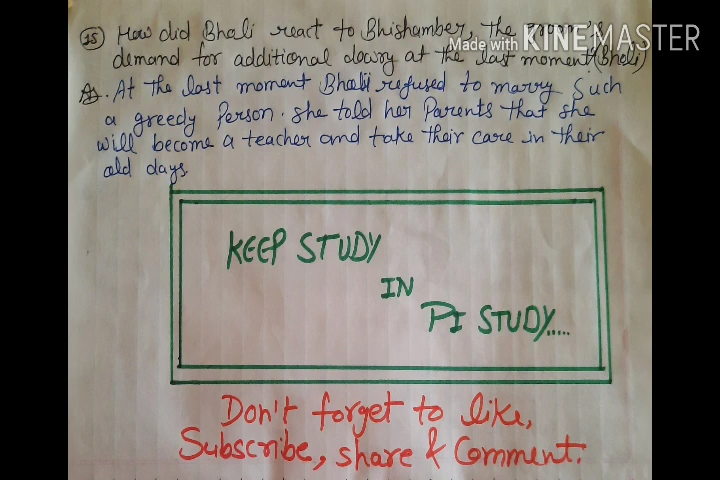 (15) How did Bhali react to Bhishamber, the groom's
Made with KINEMASTER
demand for additional dowry at the last moment? (Bholi)
A. At the last moment Bhali refused to marry Such
a greedy Person. She told her Parents that she
will become a teacher and take their care in their
old days.
KEEP STUDY
IN
PI STUDY.....
Don't forget to like,
Subscribe, share & Comment.